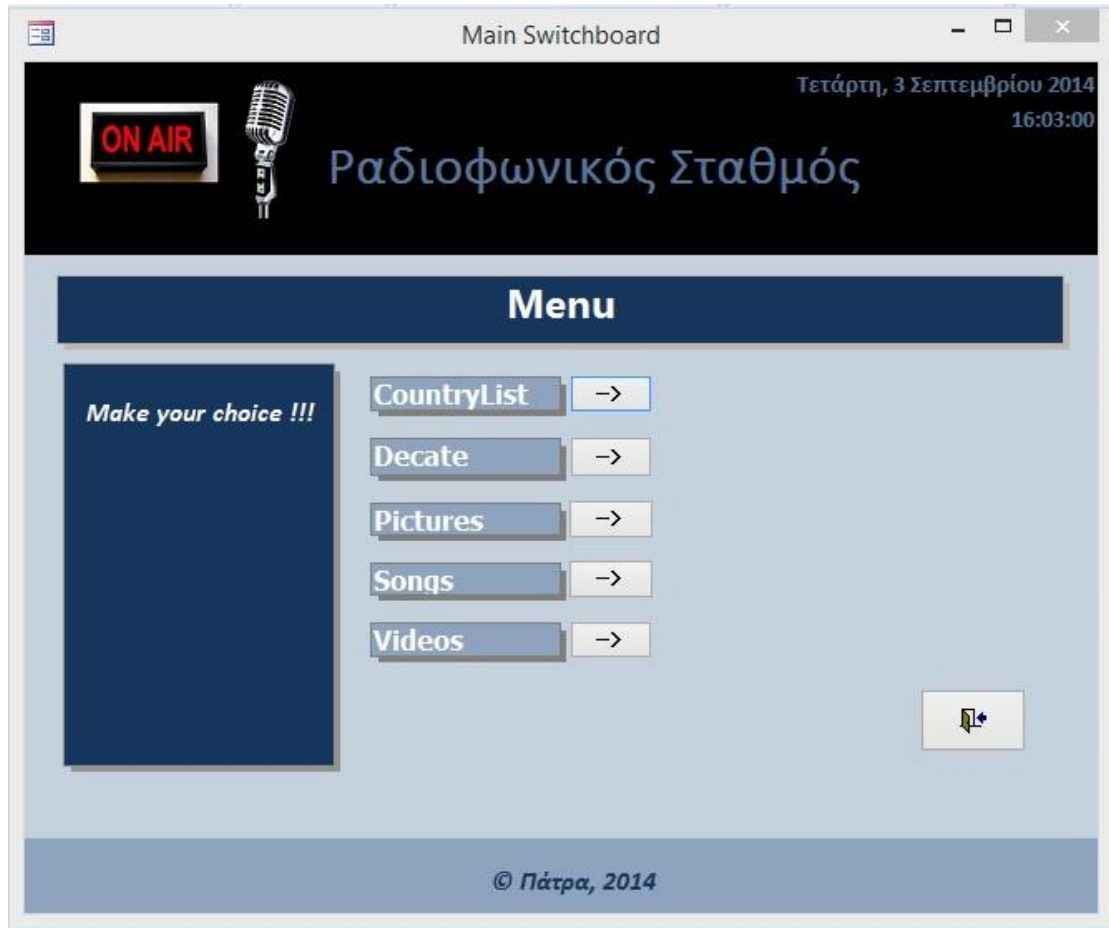 Main Switchboard
Τετάρτη, 3 Σεπτεμβρίου 2014
16:03:00
ON AIR
Ραδιοφωνικός Σταθμός
Menu
Make your choice !!!
CountryList –>
Decate –>
Pictures –>
Songs –>
Videos –>
© Πάτρα, 2014